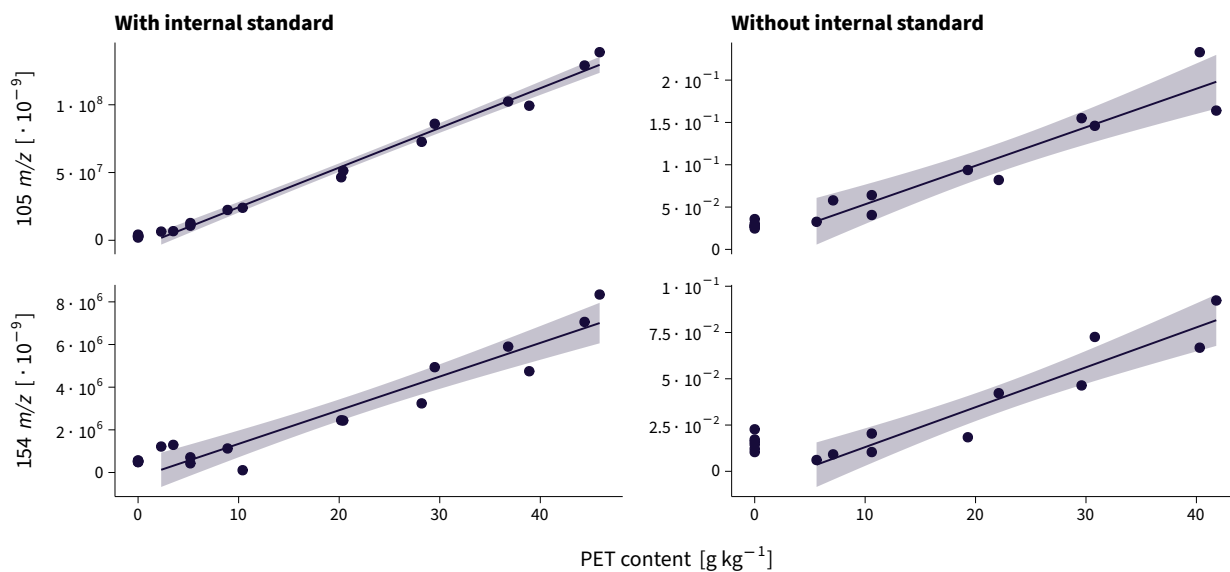 With internal standard
Without internal standard
105 m/z [ · 10⁻⁹]
1 · 10⁸
5 · 10⁷
0
2 · 10⁻¹
1.5 · 10⁻¹
1 · 10⁻¹
5 · 10⁻²
0
154 m/z [ · 10⁻⁹]
8 · 10⁶
6 · 10⁶
4 · 10⁶
2 · 10⁶
0
1 · 10⁻¹
7.5 · 10⁻²
5 · 10⁻²
2.5 · 10⁻²
0
0 10 20 30 40
0 10 20 30 40
PET content [g kg⁻¹]